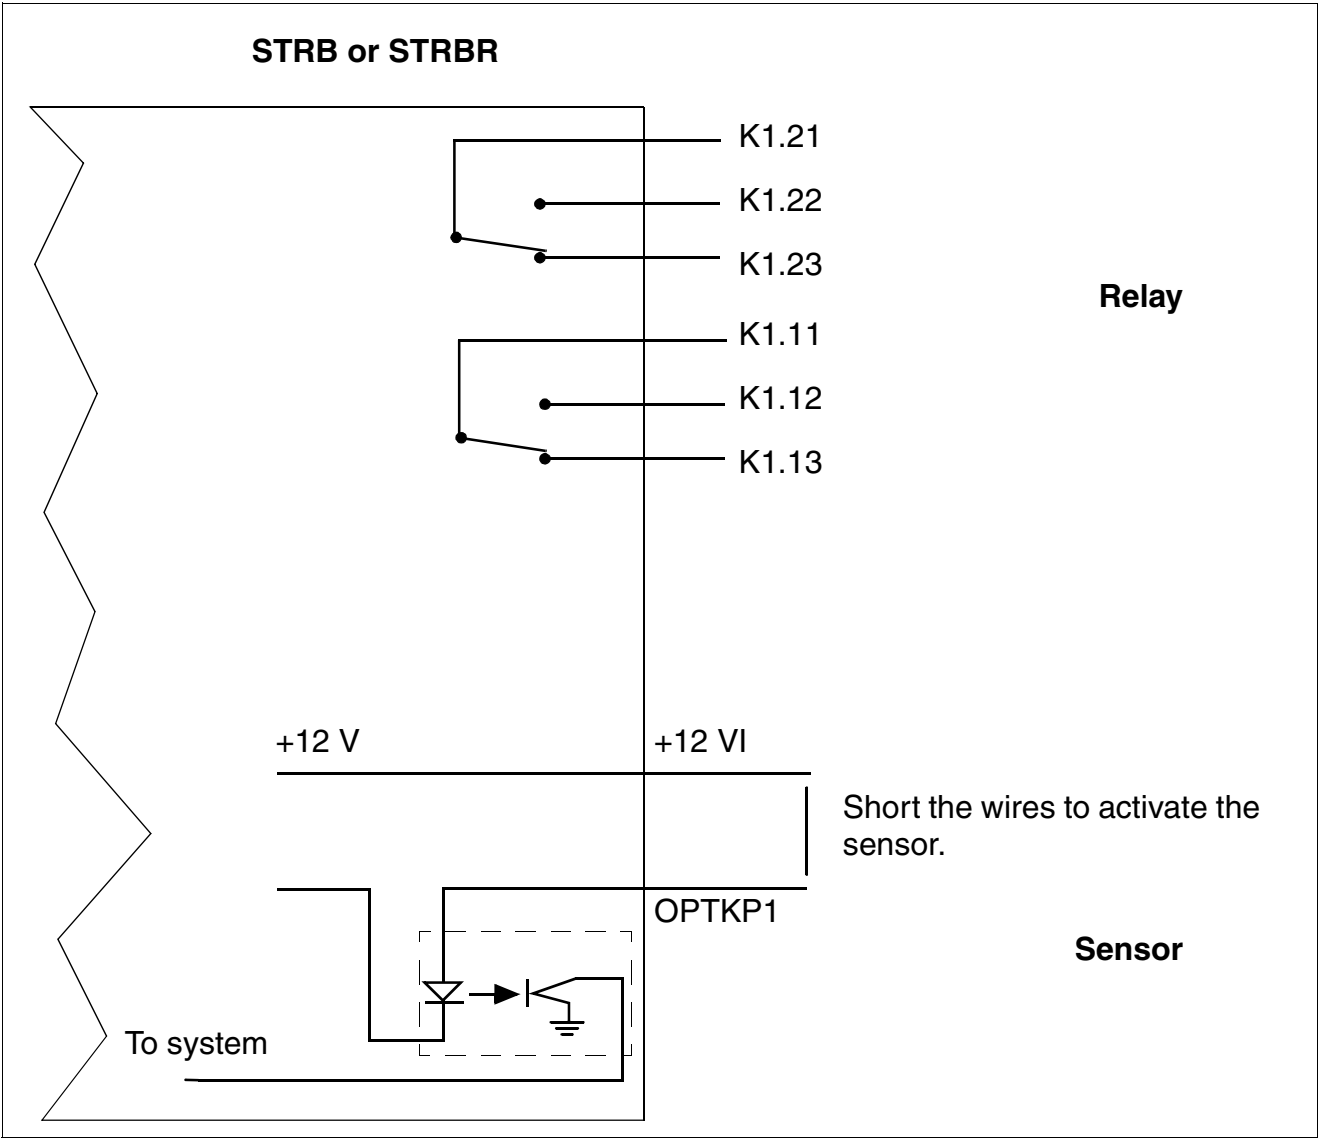 STRB or STRBR
K1.21
K1.22
K1.23
Relay
K1.11
K1.12
K1.13
+12 V
+12 VI
Short the wires to activate the
sensor.
OPTKP1
Sensor
To system